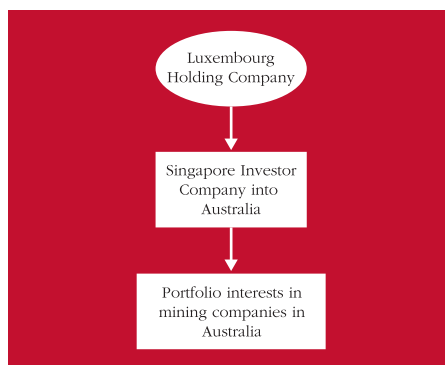 Luxembourg
Holding Company
Singapore Investor
Company into
Australia
Portfolio interests in
mining companies in
Australia